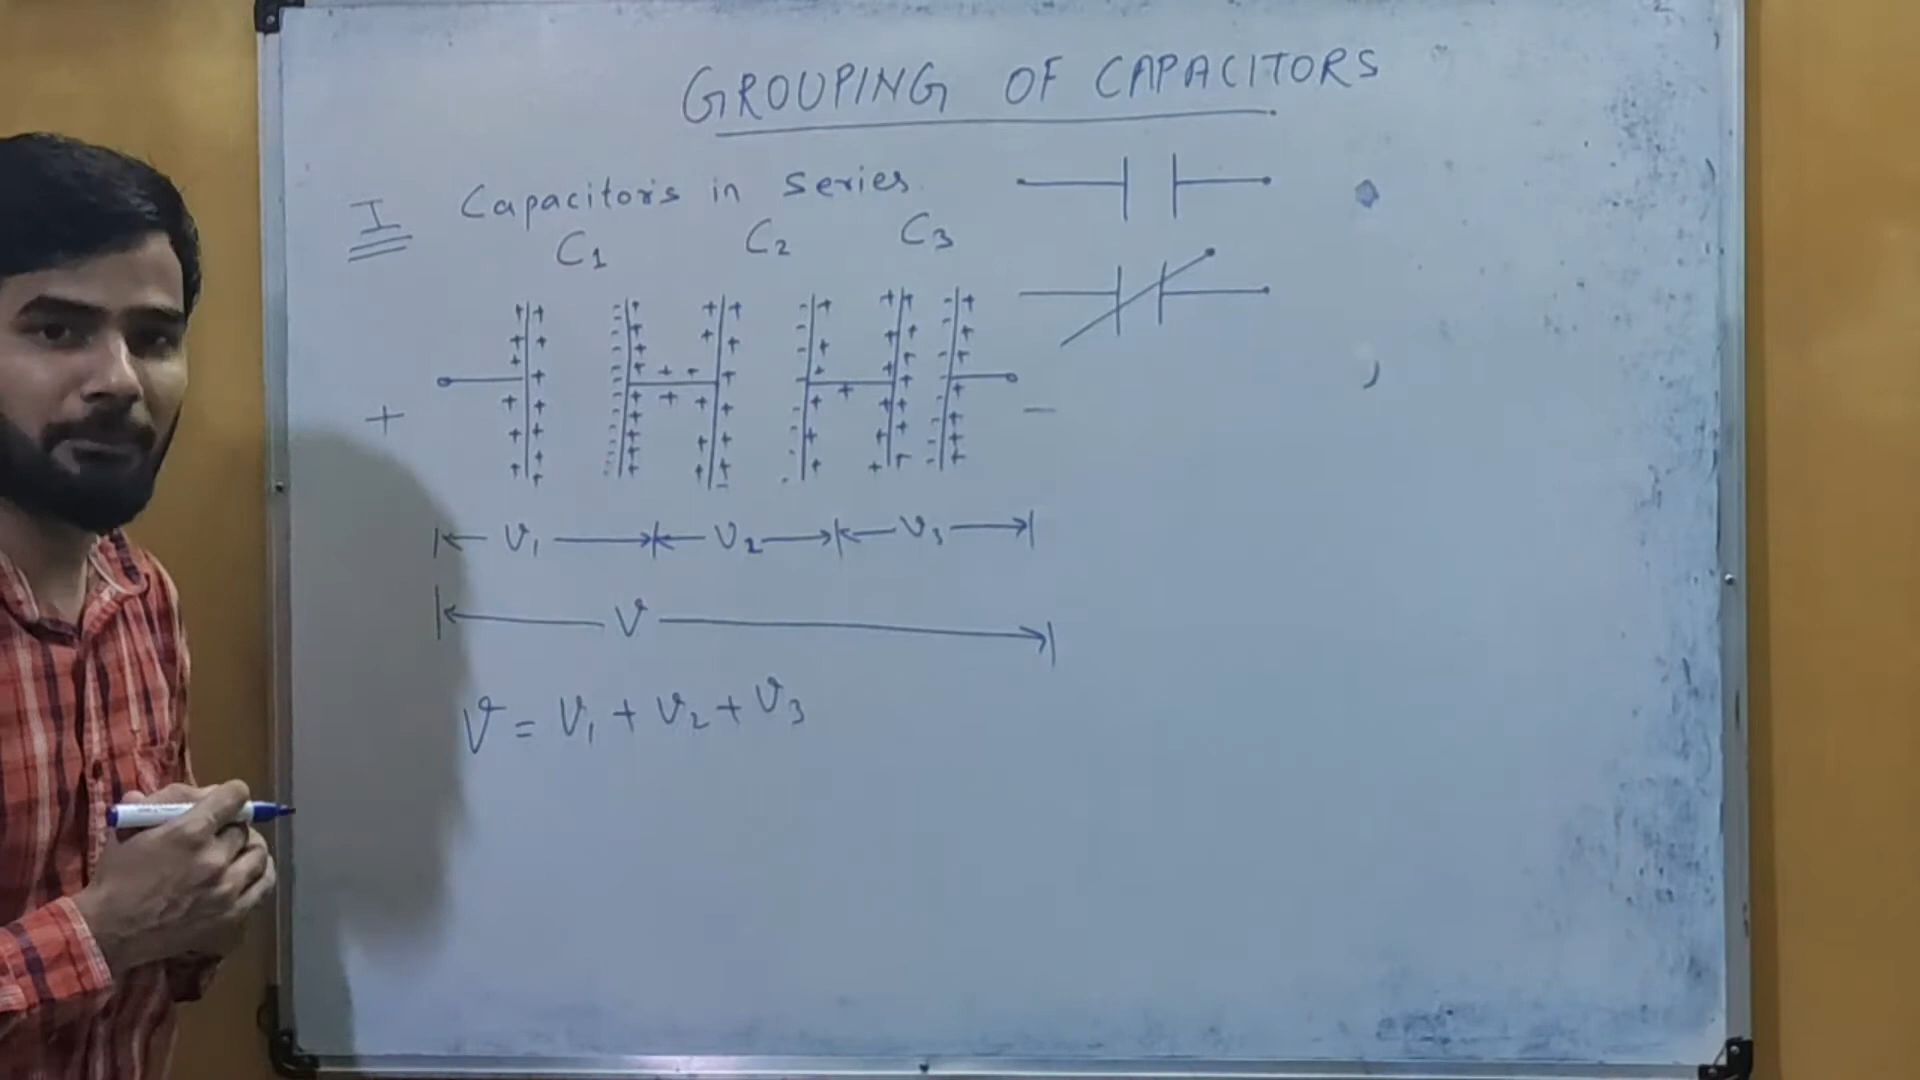 GROUPING OF CAPACITORS
I Capacitors in series
C1 C2 C3
+ −
V1 V2 V3
V
V = V1 + V2 + V3